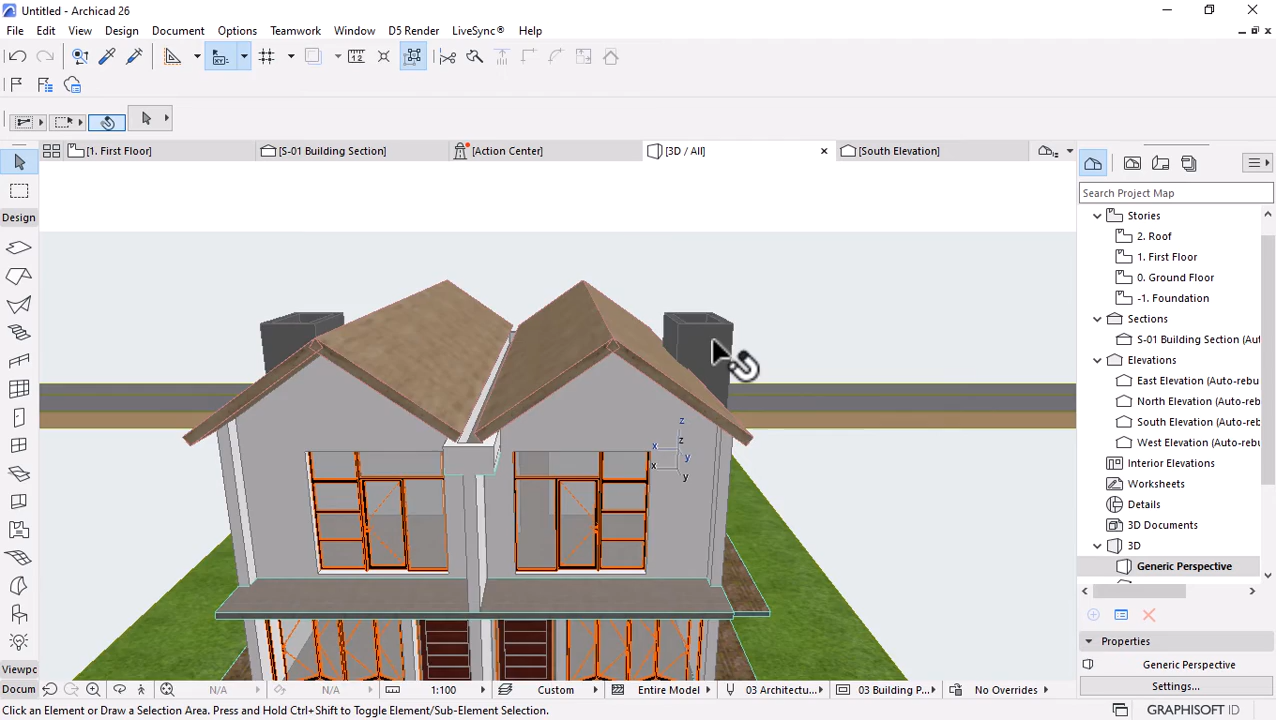 Untitled - Archicad 26
File Edit View Design Document Options Teamwork Window D5 Render LiveSync® Help
[1. First Floor] [S-01 Building Section] [Action Center] [3D / All] [South Elevation]
Search Project Map
Design
Stories
2. Roof
1. First Floor
0. Ground Floor
-1. Foundation
Sections
S-01 Building Section (Aut
Elevations
East Elevation (Auto-rebu
North Elevation (Auto-reb
South Elevation (Auto-reb
West Elevation (Auto-rebu
Interior Elevations
Worksheets
Details
3D Documents
3D
Generic Perspective
Properties
Generic Perspective
Settings...
z
z
x
y
x
y
Viewpc
Docum
N/A N/A 1:100 Custom Entire Model 03 Architectu... 03 Building P... No Overrides
Click an Element or Draw a Selection Area. Press and Hold Ctrl+Shift to Toggle Element/Sub-Element Selection.
GRAPHISOFT ID